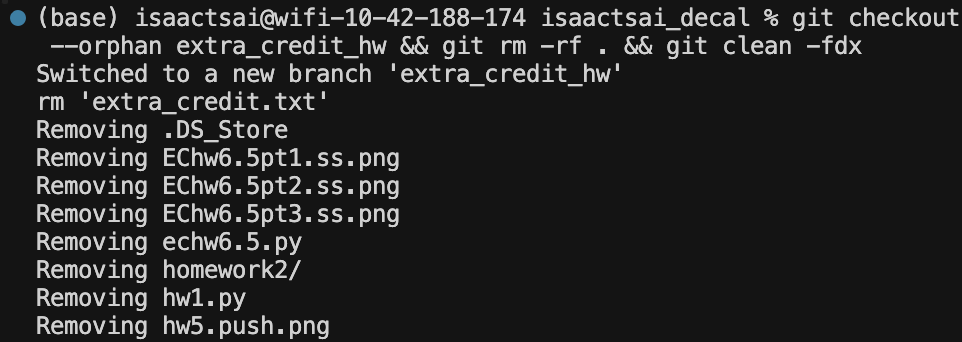 (base) isaactsai@wifi-10-42-188-174 isaactsai_decal % git checkout
--orphan extra_credit_hw && git rm -rf . && git clean -fdx
Switched to a new branch 'extra_credit_hw'
rm 'extra_credit.txt'
Removing .DS_Store
Removing EChw6.5pt1.ss.png
Removing EChw6.5pt2.ss.png
Removing EChw6.5pt3.ss.png
Removing echw6.5.py
Removing homework2/
Removing hw1.py
Removing hw5.push.png